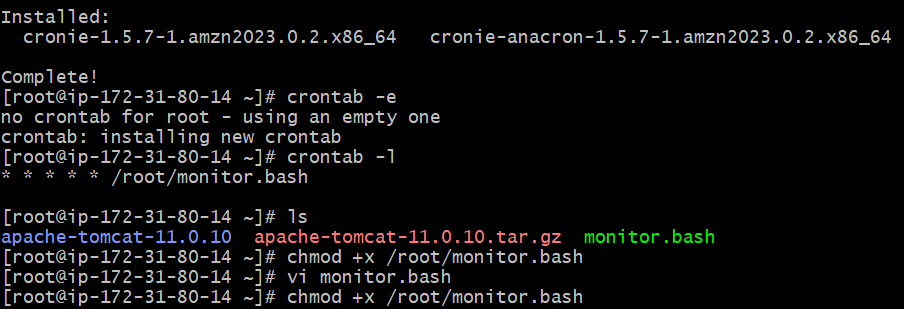 Installed:
  cronie-1.5.7-1.amzn2023.0.2.x86_64   cronie-anacron-1.5.7-1.amzn2023.0.2.x86_64

Complete!
[root@ip-172-31-80-14 ~]# crontab -e
no crontab for root - using an empty one
crontab: installing new crontab
[root@ip-172-31-80-14 ~]# crontab -l
* * * * * /root/monitor.bash

[root@ip-172-31-80-14 ~]# ls
apache-tomcat-11.0.10  apache-tomcat-11.0.10.tar.gz  monitor.bash
[root@ip-172-31-80-14 ~]# chmod +x /root/monitor.bash
[root@ip-172-31-80-14 ~]# vi monitor.bash
[root@ip-172-31-80-14 ~]# chmod +x /root/monitor.bash